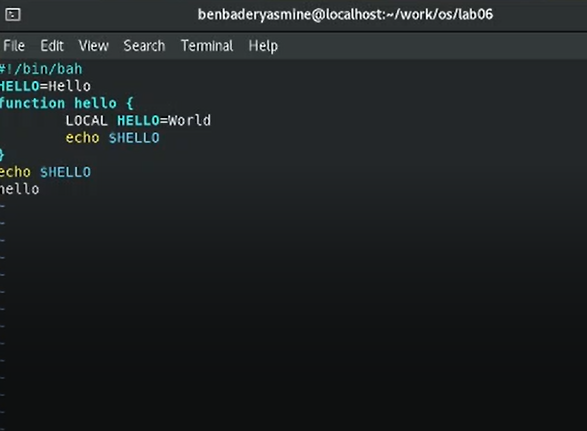 benbaderyasmine@localhost:~/work/os/lab06
File Edit View Search Terminal Help
#!/bin/bah
HELLO=Hello
function hello {
LOCAL HELLO=World
echo $HELLO
}
echo $HELLO
hello
~
~
~
~
~
~
~
~
~
~
~
~
~
~